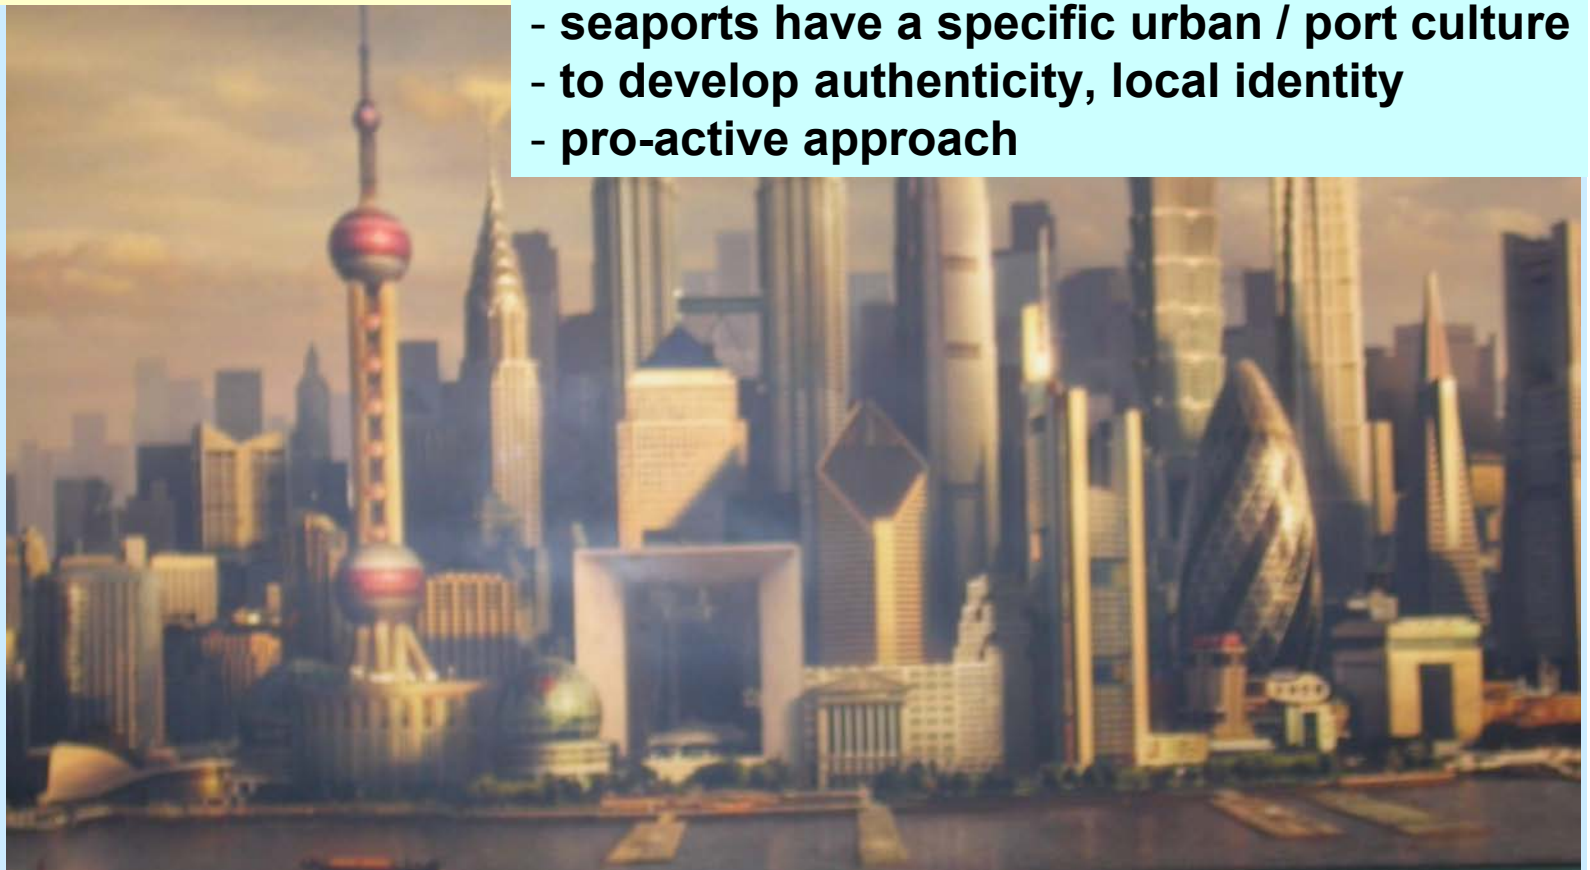 - seaports have a specific urban / port culture
- to develop authenticity, local identity
- pro-active approach